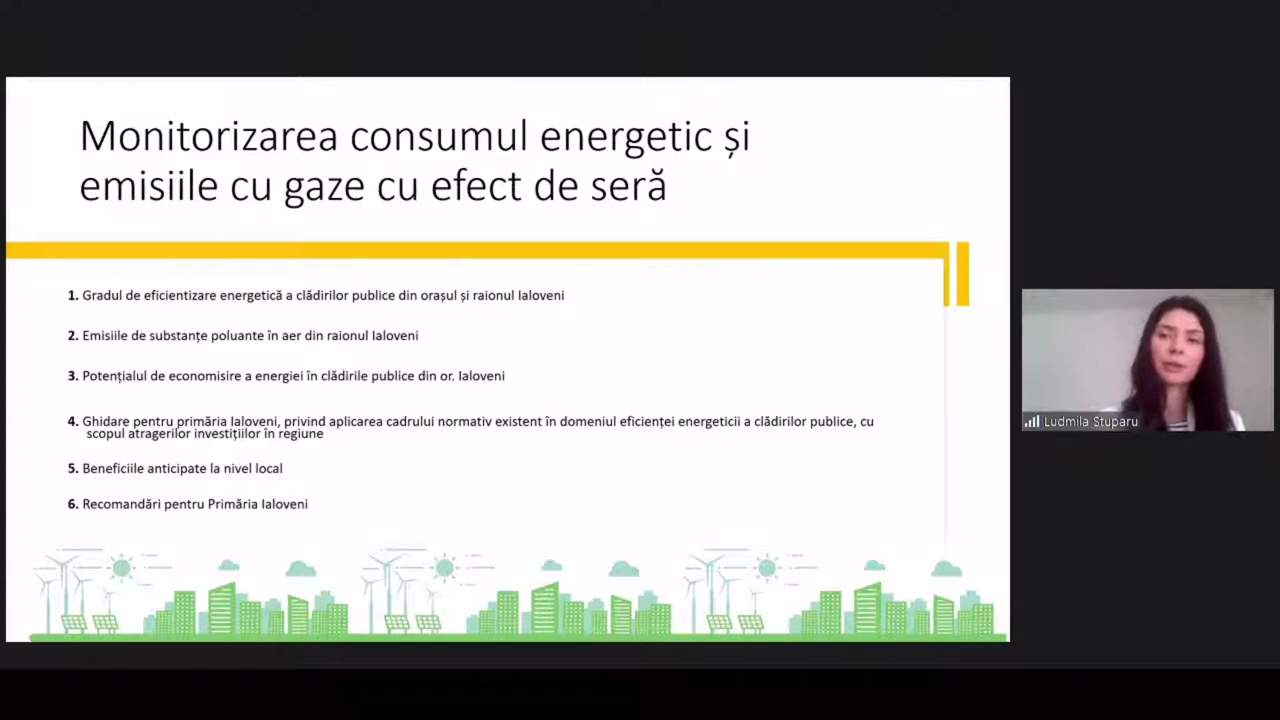 Monitorizarea consumul energetic și
emisiile cu gaze cu efect de seră
1. Gradul de eficientizare energetică a clădirilor publice din orașul și raionul Ialoveni
2. Emisiile de substanțe poluante în aer din raionul Ialoveni
3. Potențialul de economisire a energiei în clădirile publice din or. Ialoveni
4. Ghidare pentru primăria Ialoveni, privind aplicarea cadrului normativ existent în domeniul eficienței energeticii a clădirilor publice, cu
scopul atragerilor investițiilor în regiune
5. Beneficiile anticipate la nivel local
6. Recomandări pentru Primăria Ialoveni
Ludmila Stuparu